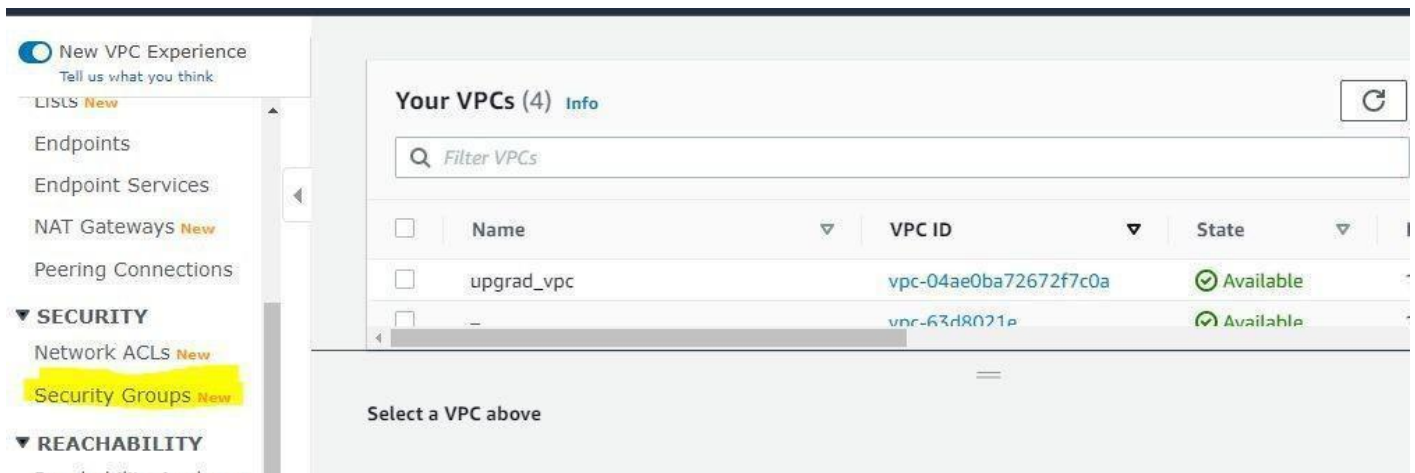 New VPC Experience
Tell us what you think
Lists New
Endpoints
Endpoint Services
NAT Gateways New
Peering Connections
▼ SECURITY
Network ACLs New
Security Groups New
▼ REACHABILITY
Your VPCs (4) Info
Filter VPCs
Name VPC ID State
upgrad_vpc vpc-04ae0ba72672f7c0a Available
– vpc-63d8021e Available
Select a VPC above